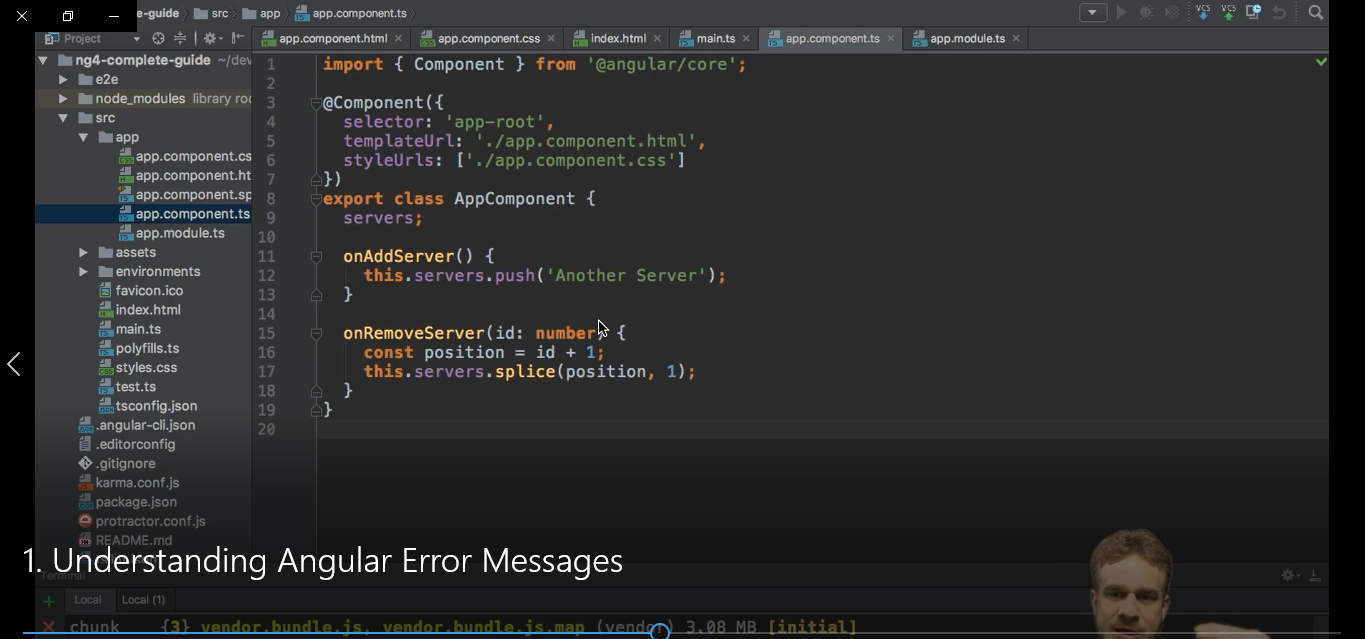 e-guide src app app.component.ts
Project
app.component.html app.component.css index.html main.ts app.component.ts app.module.ts
ng4-complete-guide ~/dev
e2e
node_modules library roo
src
app
app.component.cs
app.component.ht
app.component.sp
app.component.ts
app.module.ts
assets
environments
favicon.ico
index.html
main.ts
polyfills.ts
styles.css
test.ts
tsconfig.json
.angular-cli.json
.editorconfig
.gitignore
karma.conf.js
package.json
protractor.conf.js
README.md
1 import { Component } from '@angular/core';
2
3 @Component({
4 selector: 'app-root',
5 templateUrl: './app.component.html',
6 styleUrls: ['./app.component.css']
7 })
8 export class AppComponent {
9 servers;
10
11 onAddServer() {
12 this.servers.push('Another Server');
13 }
14
15 onRemoveServer(id: number) {
16 const position = id + 1;
17 this.servers.splice(position, 1);
18 }
19 }
20
VCS VCS
1. Understanding Angular Error Messages
Terminal
Local Local (1)
chunk {3} vendor.bundle.js, vendor.bundle.js.map (vendor) 3.08 MB [initial]